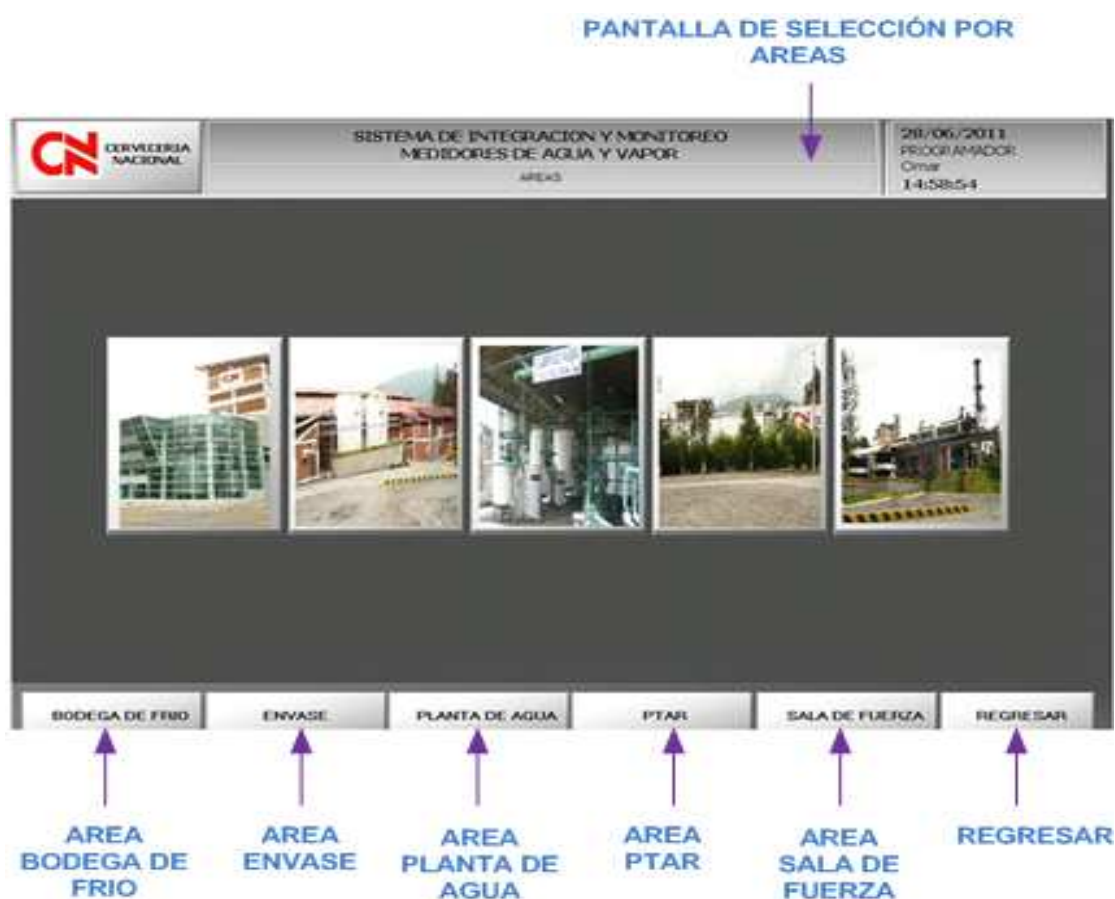 PANTALLA DE SELECCIÓN POR
AREAS
CN CERVECERIA
NACIONAL
SISTEMA DE INTEGRACION Y MONITOREO
MEDIDORES DE AGUA Y VAPOR
AREAS
28/06/2011
PROGRAMADOR
Omar
14:58:54
BODEGA DE FRIO
ENVASE
PLANTA DE AGUA
PTAR
SALA DE FUERZA
REGRESAR
AREA
BODEGA DE
FRIO
AREA
ENVASE
AREA
PLANTA DE
AGUA
AREA
PTAR
AREA
SALA DE
FUERZA
REGRESAR